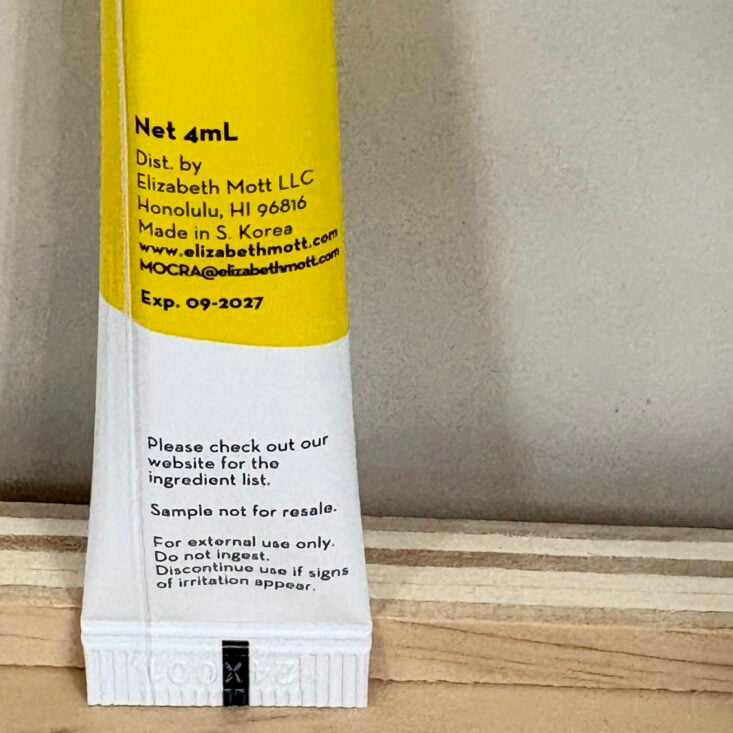 Net 4mL
Dist. by
Elizabeth Mott LLC
Honolulu, HI 96816
Made in S. Korea
www.elizabethmott.com
MOCRA@elizabethmott.com
Exp. 09-2027
Please check out our
website for the
ingredient list.
Sample not for resale.
For external use only.
Do not ingest.
Discontinue use if signs
of irritation appear.